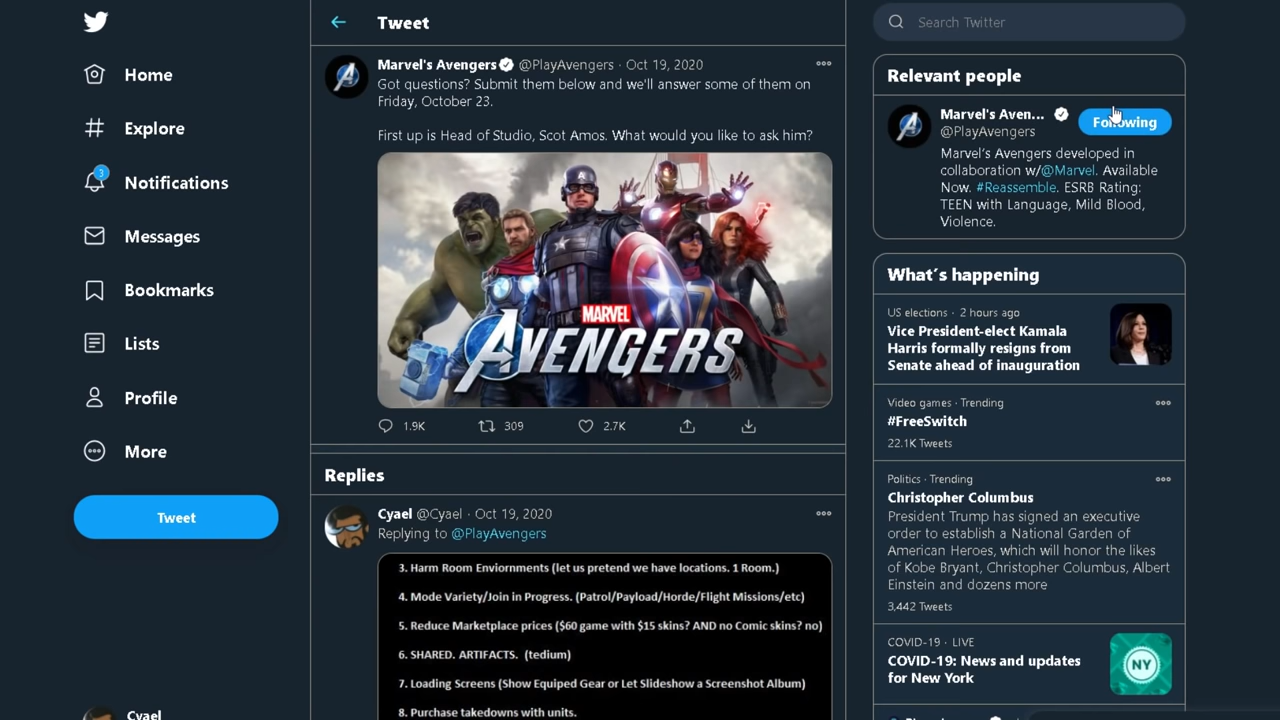 Home
Explore
3
Notifications
Messages
Bookmarks
Lists
Profile
More
Tweet
Cyael
Tweet
Marvel's Avengers @PlayAvengers · Oct 19, 2020
Got questions? Submit them below and we'll answer some of them on
Friday, October 23.
First up is Head of Studio, Scot Amos. What would you like to ask him?
MARVEL
AVENGERS
1.9K 309 2.7K
Replies
Cyael @Cyael · Oct 19, 2020
Replying to @PlayAvengers
3. Harm Room Enviornments (let us pretend we have locations. 1 Room.)
4. Mode Variety/Join in Progress. (Patrol/Payload/Horde/Flight Missions/etc)
5. Reduce Marketplace prices ($60 game with $15 skins? AND no Comic skins? no)
6. SHARED. ARTIFACTS. (tedium)
7. Loading Screens (Show Equiped Gear or Let Slideshow a Screenshot Album)
8. Purchase takedowns with units.
Search Twitter
Relevant people
Marvel's Aven...
@PlayAvengers
Following
Marvel's Avengers developed in
collaboration w/@Marvel. Available
Now. #Reassemble. ESRB Rating:
TEEN with Language, Mild Blood,
Violence.
What´s happening
US elections · 2 hours ago
Vice President-elect Kamala
Harris formally resigns from
Senate ahead of inauguration
Video games · Trending
#FreeSwitch
22.1K Tweets
Politics · Trending
Christopher Columbus
President Trump has signed an executive
order to establish a National Garden of
American Heroes, which will honor the likes
of Kobe Bryant, Christopher Columbus, Albert
Einstein and dozens more
3,442 Tweets
COVID-19 · LIVE
COVID-19: News and updates
for New York
NY